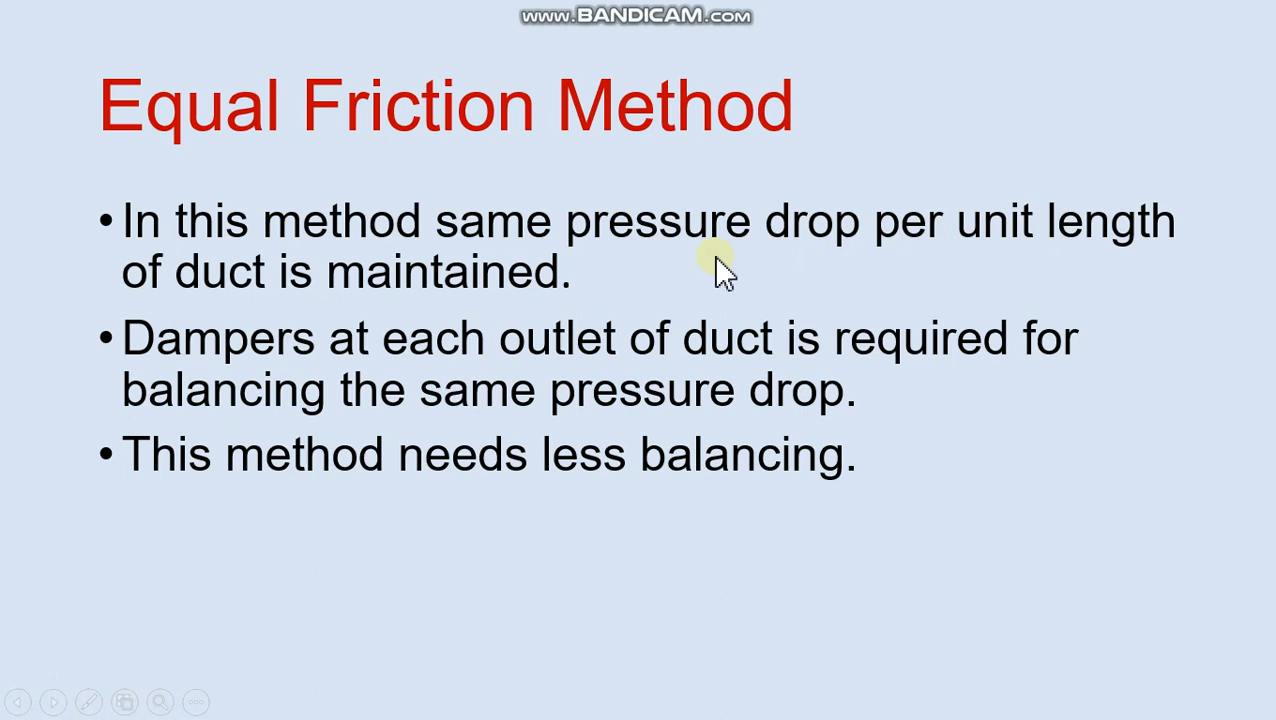 www.BANDICAM.com
Equal Friction Method
•In this method same pressure drop per unit length
of duct is maintained.
•Dampers at each outlet of duct is required for
balancing the same pressure drop.
•This method needs less balancing.